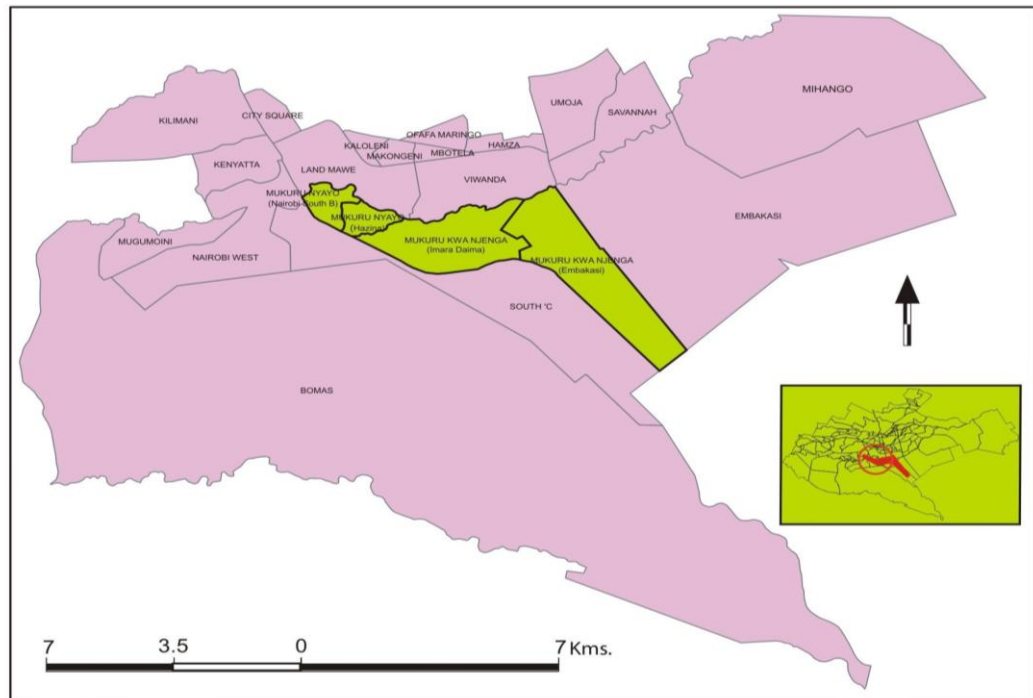 MIHANGO
UMOJA
SAVANNAH
CITY SQUARE
KILIMANI
OFAFA MARINGO
KALOLENI
HAMZA
MAKONGENI
MBOTELA
KENYATTA
LAND MAWE
VIWANDA
MUKURU NYAYO
(Nairobi South B)
MUKURU NYAYO
(Hazina)
EMBAKASI
MUGUMOINI
NAIROBI WEST
MUKURU KWA NJENGA
(Imara Daima)
MUKURU KWA NJENGA
(Embakasi)
SOUTH 'C
BOMAS
7 3.5 0 7 Kms.